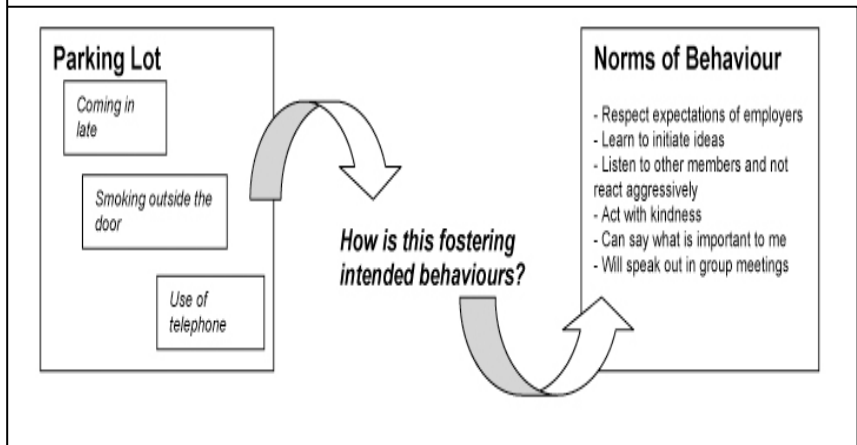 Parking Lot
Coming in
late
Smoking outside the
door
Use of
telephone
How is this fostering
intended behaviours?
Norms of Behaviour
- Respect expectations of employers
- Learn to initiate ideas
- Listen to other members and not
react aggressively
- Act with kindness
- Can say what is important to me
- Will speak out in group meetings